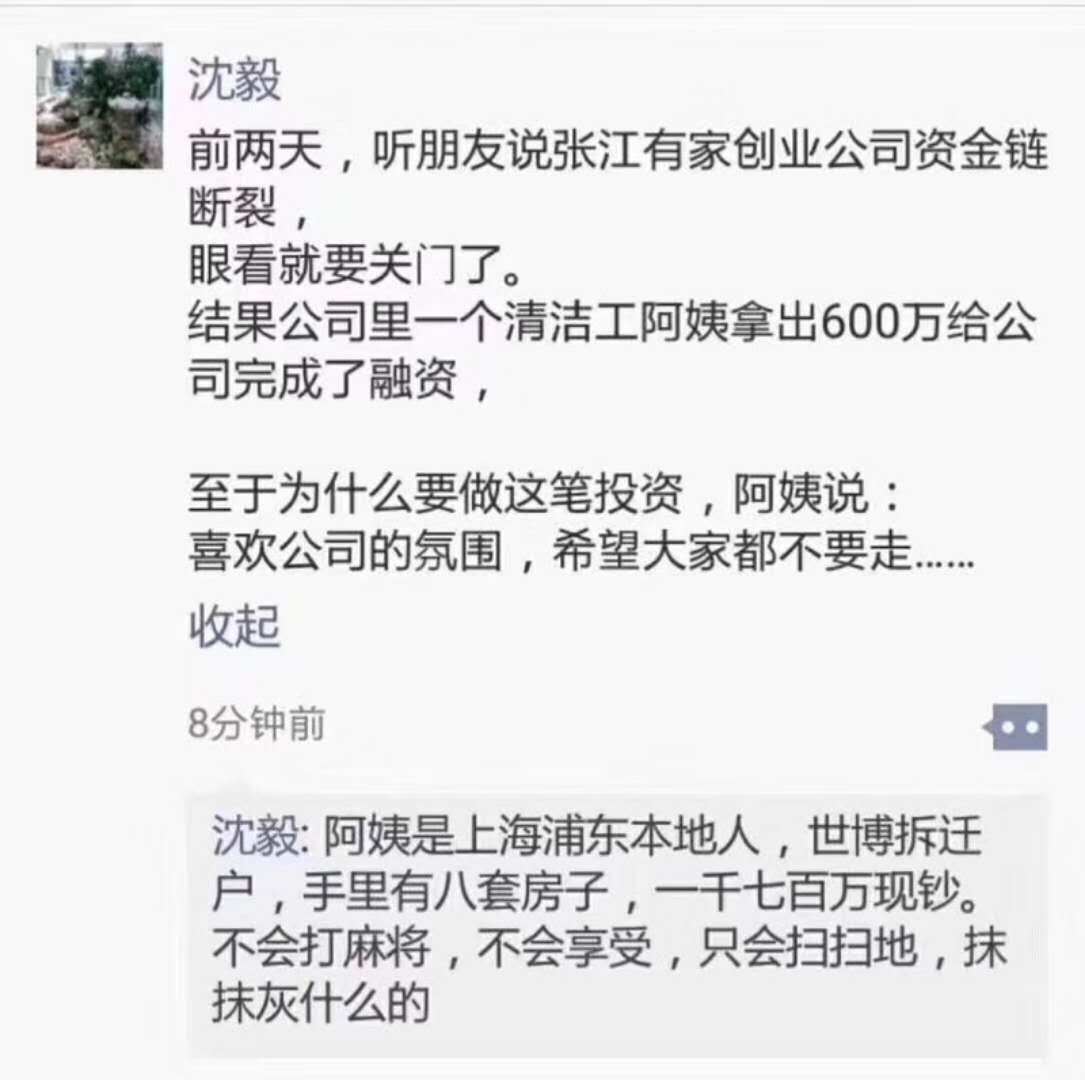 沈毅
前两天，听朋友说张江有家创业公司资金链
断裂，
眼看就要关门了。
结果公司里一个清洁工阿姨拿出600万给公
司完成了融资，
至于为什么要做这笔投资，阿姨说：
喜欢公司的氛围，希望大家都不要走……
收起
8分钟前
沈毅: 阿姨是上海浦东本地人，世博拆迁
户，手里有八套房子，一千七百万现钞。
不会打麻将，不会享受，只会扫扫地，抹
抹灰什么的